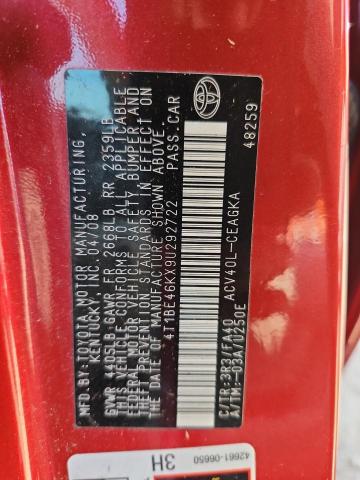 MFD. BY: TOYOTA MOTOR MANUFACTURING,
KENTUCKY, INC. 04/08
GVWR 4405LB GAWR FR 2668LB RR 2359LB
THIS VEHICLE CONFORMS TO ALL APPLICABLE
FEDERAL MOTOR VEHICLE SAFETY, BUMPER AND
THEFT PREVENTION STANDARDS IN EFFECT ON
THE DATE OF MANUFACTURE SHOWN ABOVE.
4T1BE46KX9U292722 PASS.CAR
ACV40L-CEAGKA 48259
C/TR:3R3/FA40
A/TM:-03A/U250E
42661-06650
3H